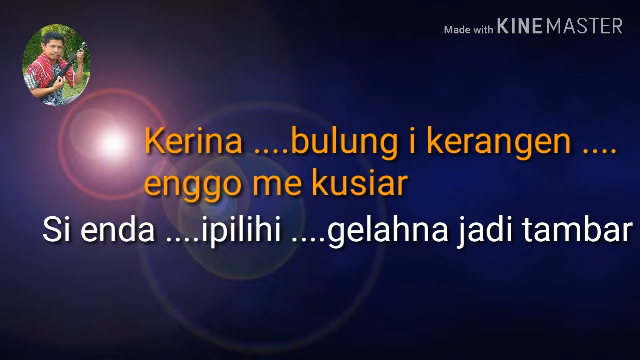 Made with KINEMASTER
Kerina ....bulung i kerangen ....
enggo me kusiar
Si enda ....ipilihi ....gelahna jadi tambar